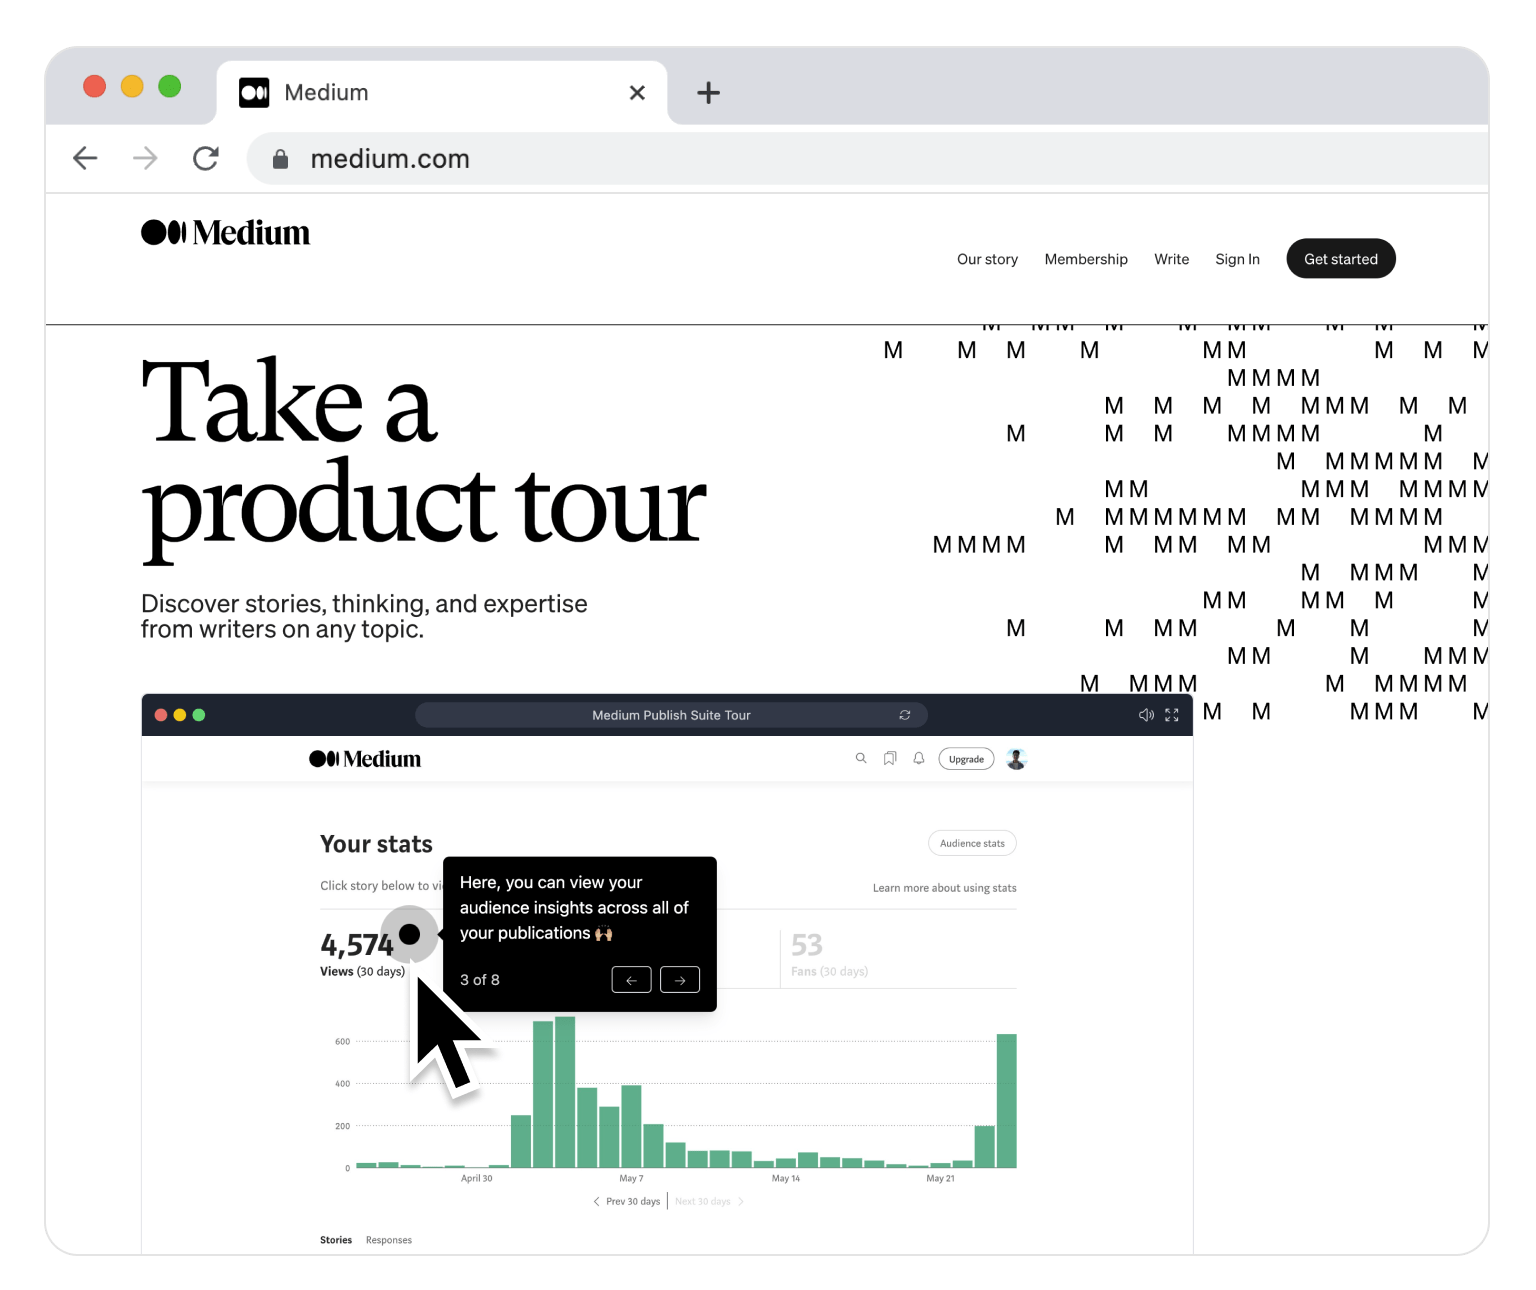 Medium
medium.com
Medium
Our story Membership Write Sign In Get started
Take a
product tour
Discover stories, thinking, and expertise
from writers on any topic.
M M M M M M M M M
M M M M
M M M M M M M M M
M M M M M M M M
M M M M M M M
M M M M M M M M M
M M M M M M M M M M M M M
M M M M M M M M M M M M
M M M M M
M M M M M M
M M M M M M M
M M M M M M
M M M M M M M M M
M M M M M M
Medium Publish Suite Tour
Medium
Upgrade
Your stats
Audience stats
Click story below to vi
Learn more about using stats
Here, you can view your
audience insights across all of
your publications 🙌🏼
3 of 8
4,574
Views (30 days)
53
Fans (30 days)
600
400
200
0
April 30 May 7 May 14 May 21
Prev 30 days Next 30 days
Stories Responses